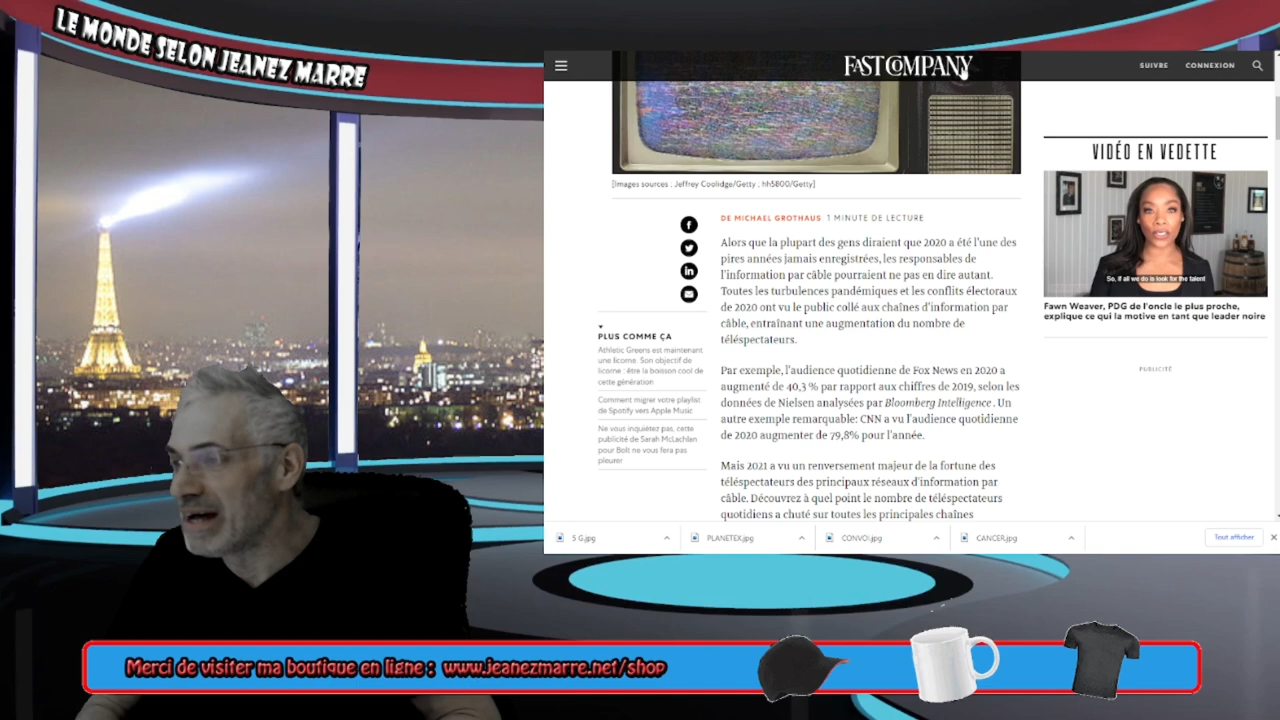 LE MONDE SELON JEANEZ MARRE
FAST COMPANY
SUIVRE
CONNEXION
[Images sources : Jeffrey Coolidge/Getty ; hh5800/Getty]
DE MICHAEL GROTHAUS 1 MINUTE DE LECTURE
Alors que la plupart des gens diraient que 2020 a été l'une des
pires années jamais enregistrées, les responsables de
l'information par câble pourraient ne pas en dire autant.
Toutes les turbulences pandémiques et les conflits électoraux
de 2020 ont vu le public collé aux chaînes d'information par
câble, entraînant une augmentation du nombre de
téléspectateurs.
Par exemple, l'audience quotidienne de Fox News en 2020 a
augmenté de 40,3 % par rapport aux chiffres de 2019, selon les
données de Nielsen analysées par Bloomberg Intelligence . Un
autre exemple remarquable: CNN a vu l'audience quotidienne
de 2020 augmenter de 79,8% pour l'année.
Mais 2021 a vu un renversement majeur de la fortune des
téléspectateurs des principaux réseaux d'information par
câble. Découvrez à quel point le nombre de téléspectateurs
quotidiens a chuté sur toutes les principales chaînes
PLUS COMME ÇA
Athletic Greens est maintenant
une licorne. Son objectif de
licorne : être la boisson cool de
cette génération
Comment migrer votre playlist
de Spotify vers Apple Music
Ne vous inquiétez pas, cette
publicité de Sarah McLachlan
pour Bolt ne vous fera pas
pleurer
VIDÉO EN VEDETTE
So, if all we do is look for the talent
Fawn Weaver, PDG de l'oncle le plus proche,
explique ce qui la motive en tant que leader noire
PUBLICITÉ
5 G.jpg
PLANETEX.jpg
CONVOI.jpg
CANCER.jpg
Tout afficher
Merci de visiter ma boutique en ligne : www.jeanezmarre.net/shop